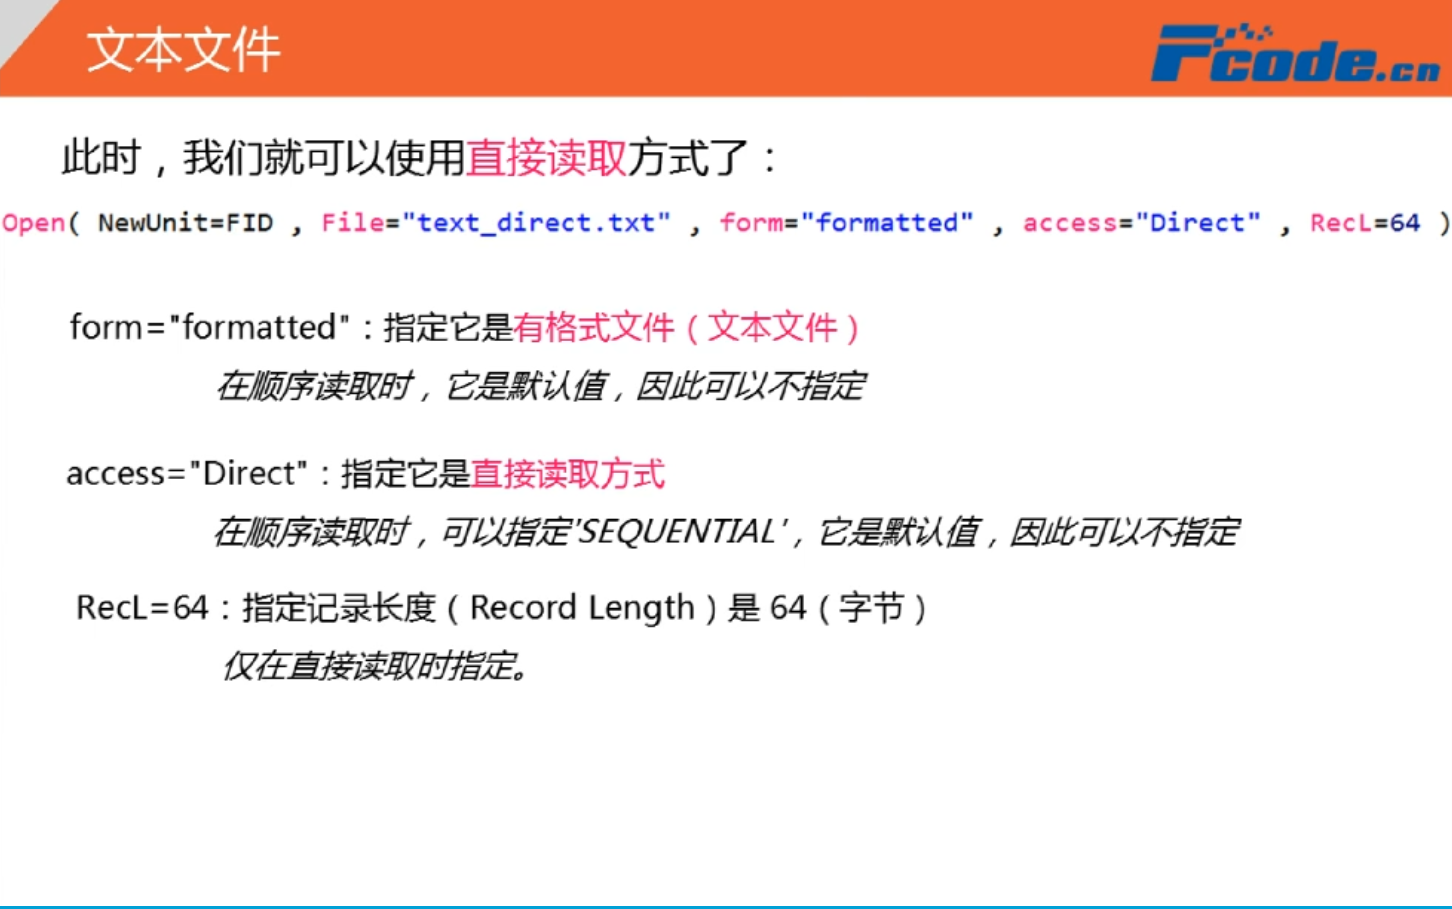 文本文件
Fcode.cn
此时，我们就可以使用直接读取方式了：
Open( NewUnit=FID , File="text_direct.txt" , form="formatted" , access="Direct" , RecL=64 )
form="formatted"：指定它是有格式文件（文本文件）
在顺序读取时，它是默认值，因此可以不指定
access="Direct"：指定它是直接读取方式
在顺序读取时，可以指定'SEQUENTIAL'，它是默认值，因此可以不指定
RecL=64：指定记录长度（Record Length）是 64（字节）
仅在直接读取时指定。